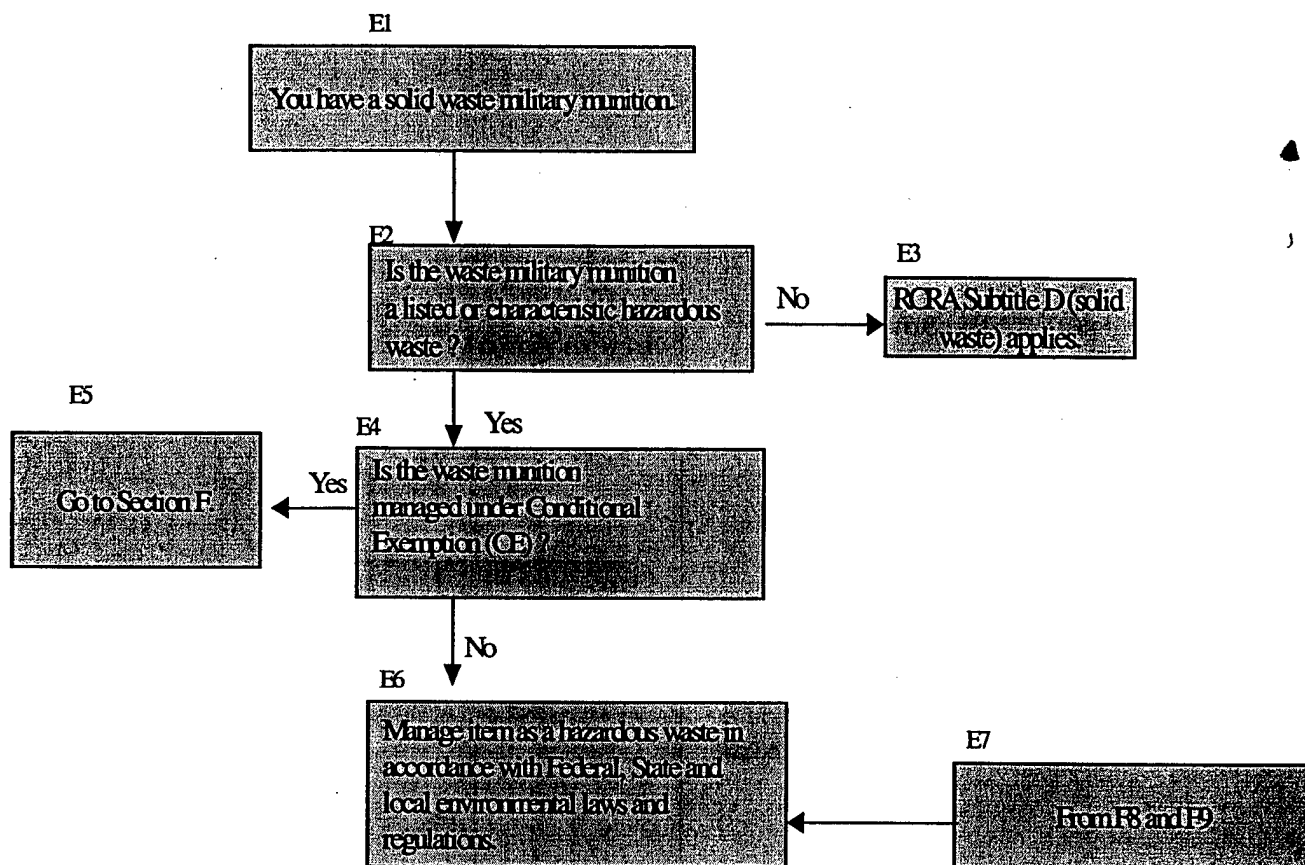 E1
You have a solid waste military munition.
E2
Is the waste military munition
a listed or characteristic hazardous
waste ?
No
E3
RCRA Subtitle D (solid
waste) applies.
Yes
E5
Go to Section F.
Yes
E4
Is the waste munition
managed under Conditional
Exemption (CE) ?
No
E6
Manage item as a hazardous waste in
accordance with Federal, State and
local environmental laws and
regulations.
E7
From F8 and F9